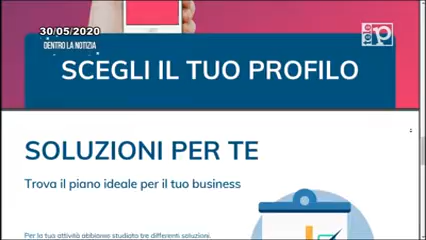 30/05/2020
DENTRO LA NOTIZIA
tele
p
SCEGLI IL TUO PROFILO
SOLUZIONI PER TE
Trova il piano ideale per il tuo business
Per la tua attività abbiamo studiato tre differenti soluzioni.